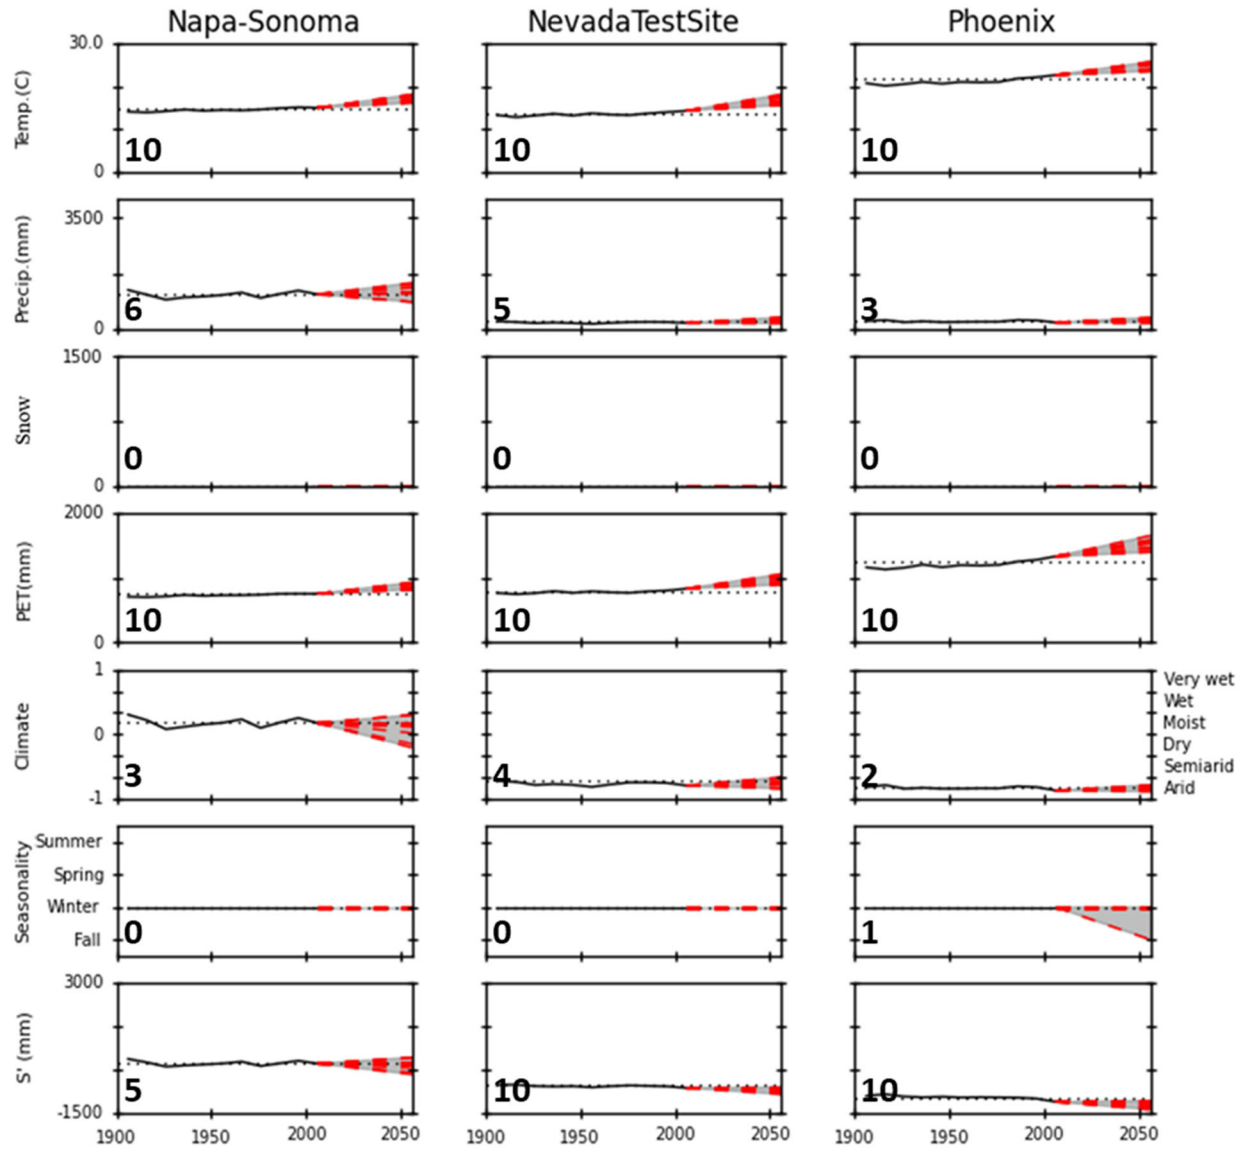 Napa-Sonoma NevadaTestSite Phoenix
30.0
Temp.(C)
10 10 10
0
3500
Precip.(mm)
6 5 3
0
1500
Snow
0 0 0
0
2000
PET(mm)
10 10 10
0
1
Climate
0
3 4 2
-1
Very wet
Wet
Moist
Dry
Semiarid
Arid
Seasonality
Summer
Spring
Winter
Fall
0 0 1
3000
S' (mm)
5 10 10
-1500
1900 1950 2000 2050 1900 1950 2000 2050 1900 1950 2000 2050